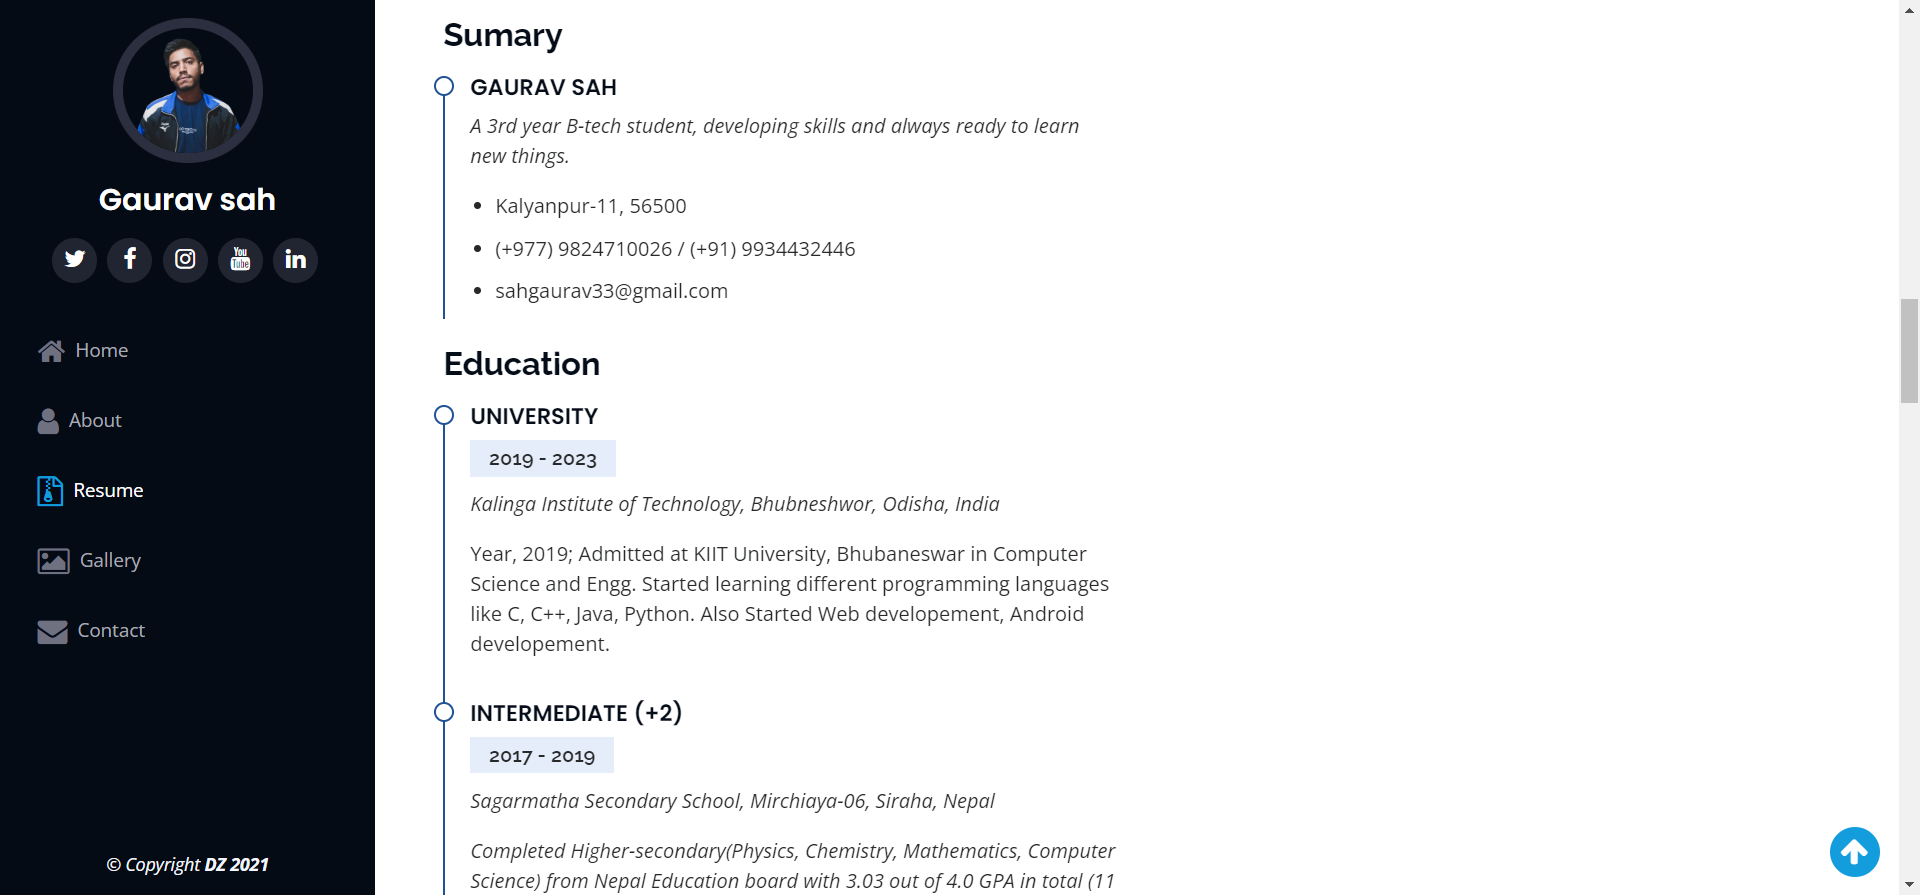 Gaurav sah
You
Tube
Home
About
Resume
Gallery
Contact
© Copyright DZ 2021
Sumary
GAURAV SAH
A 3rd year B-tech student, developing skills and always ready to learn
new things.
Kalyanpur-11, 56500
(+977) 9824710026 / (+91) 9934432446
sahgaurav33@gmail.com
Education
UNIVERSITY
2019 - 2023
Kalinga Institute of Technology, Bhubneshwor, Odisha, India
Year, 2019; Admitted at KIIT University, Bhubaneswar in Computer
Science and Engg. Started learning different programming languages
like C, C++, Java, Python. Also Started Web developement, Android
developement.
INTERMEDIATE (+2)
2017 - 2019
Sagarmatha Secondary School, Mirchiaya-06, Siraha, Nepal
Completed Higher-secondary(Physics, Chemistry, Mathematics, Computer
Science) from Nepal Education board with 3.03 out of 4.0 GPA in total (11